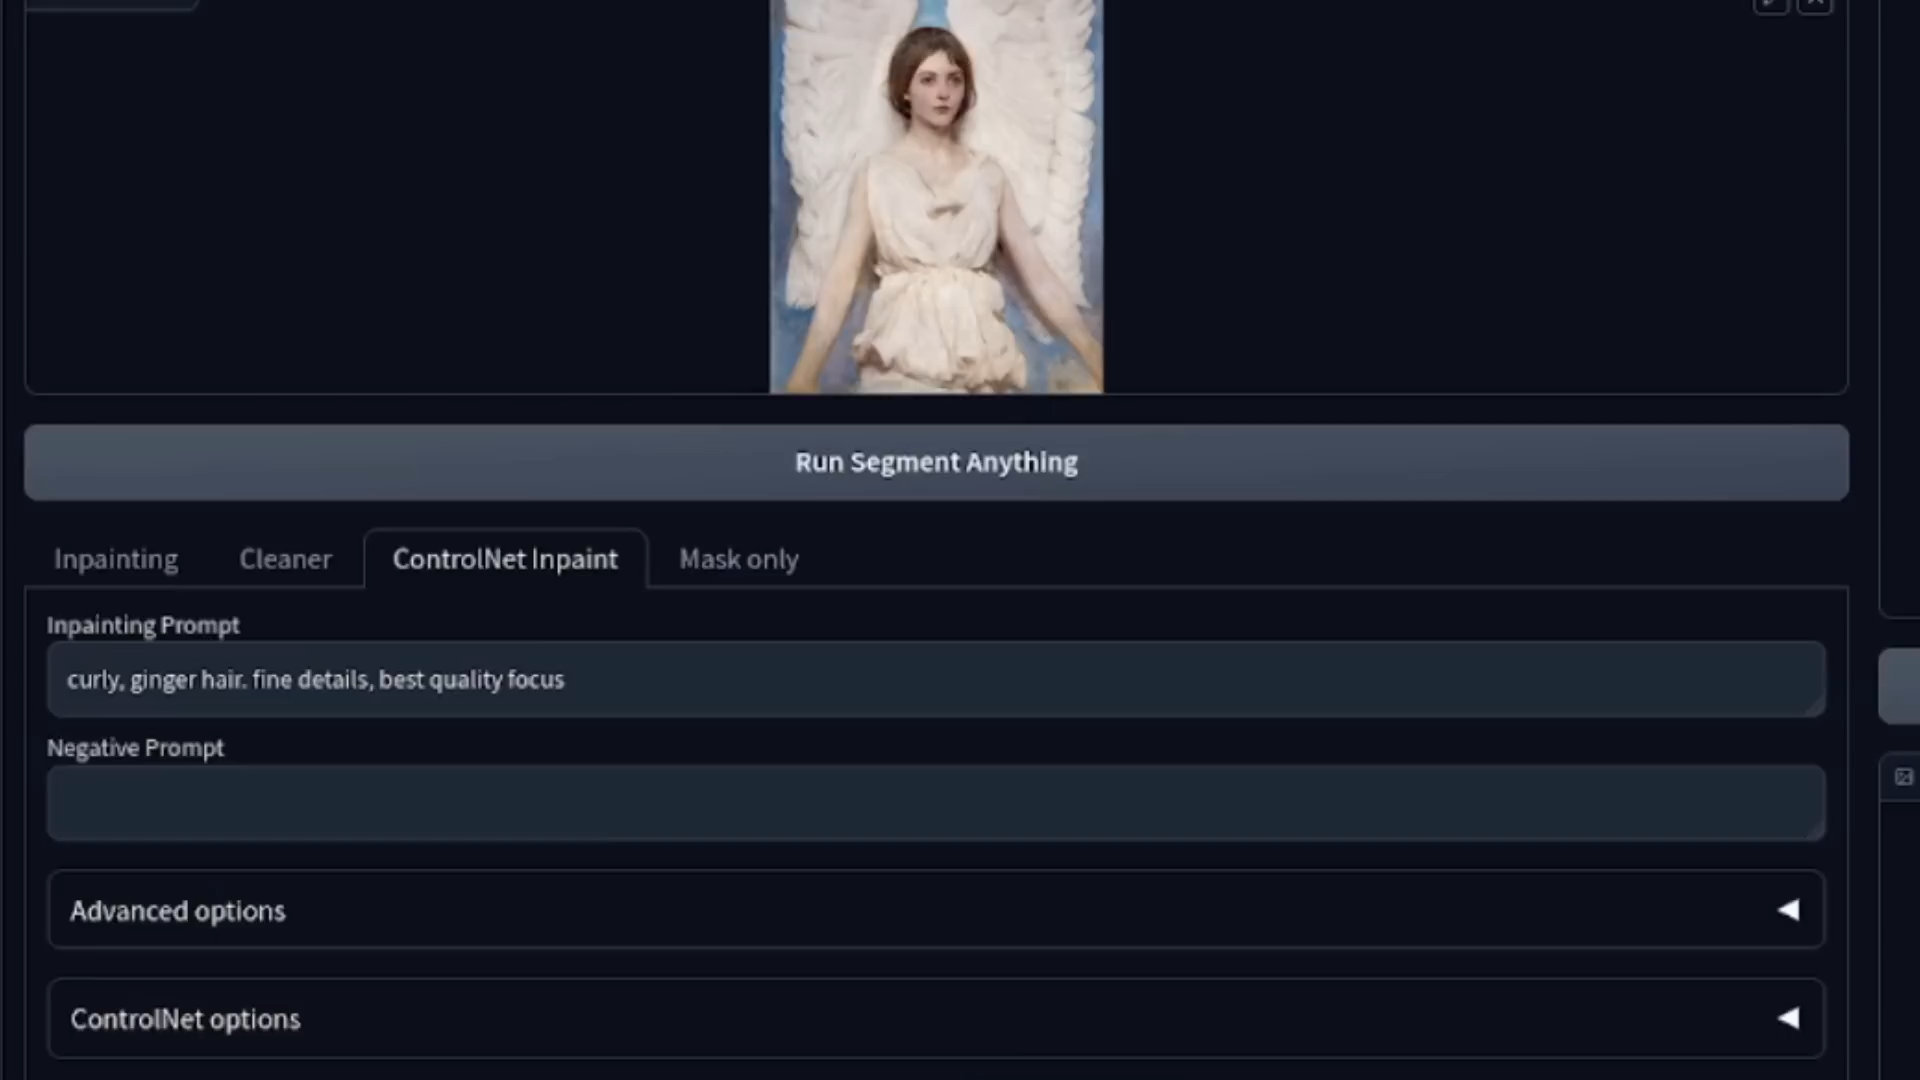 Run Segment Anything
Inpainting Cleaner ControlNet Inpaint Mask only
Inpainting Prompt
curly, ginger hair. fine details, best quality focus
Negative Prompt
Advanced options
ControlNet options